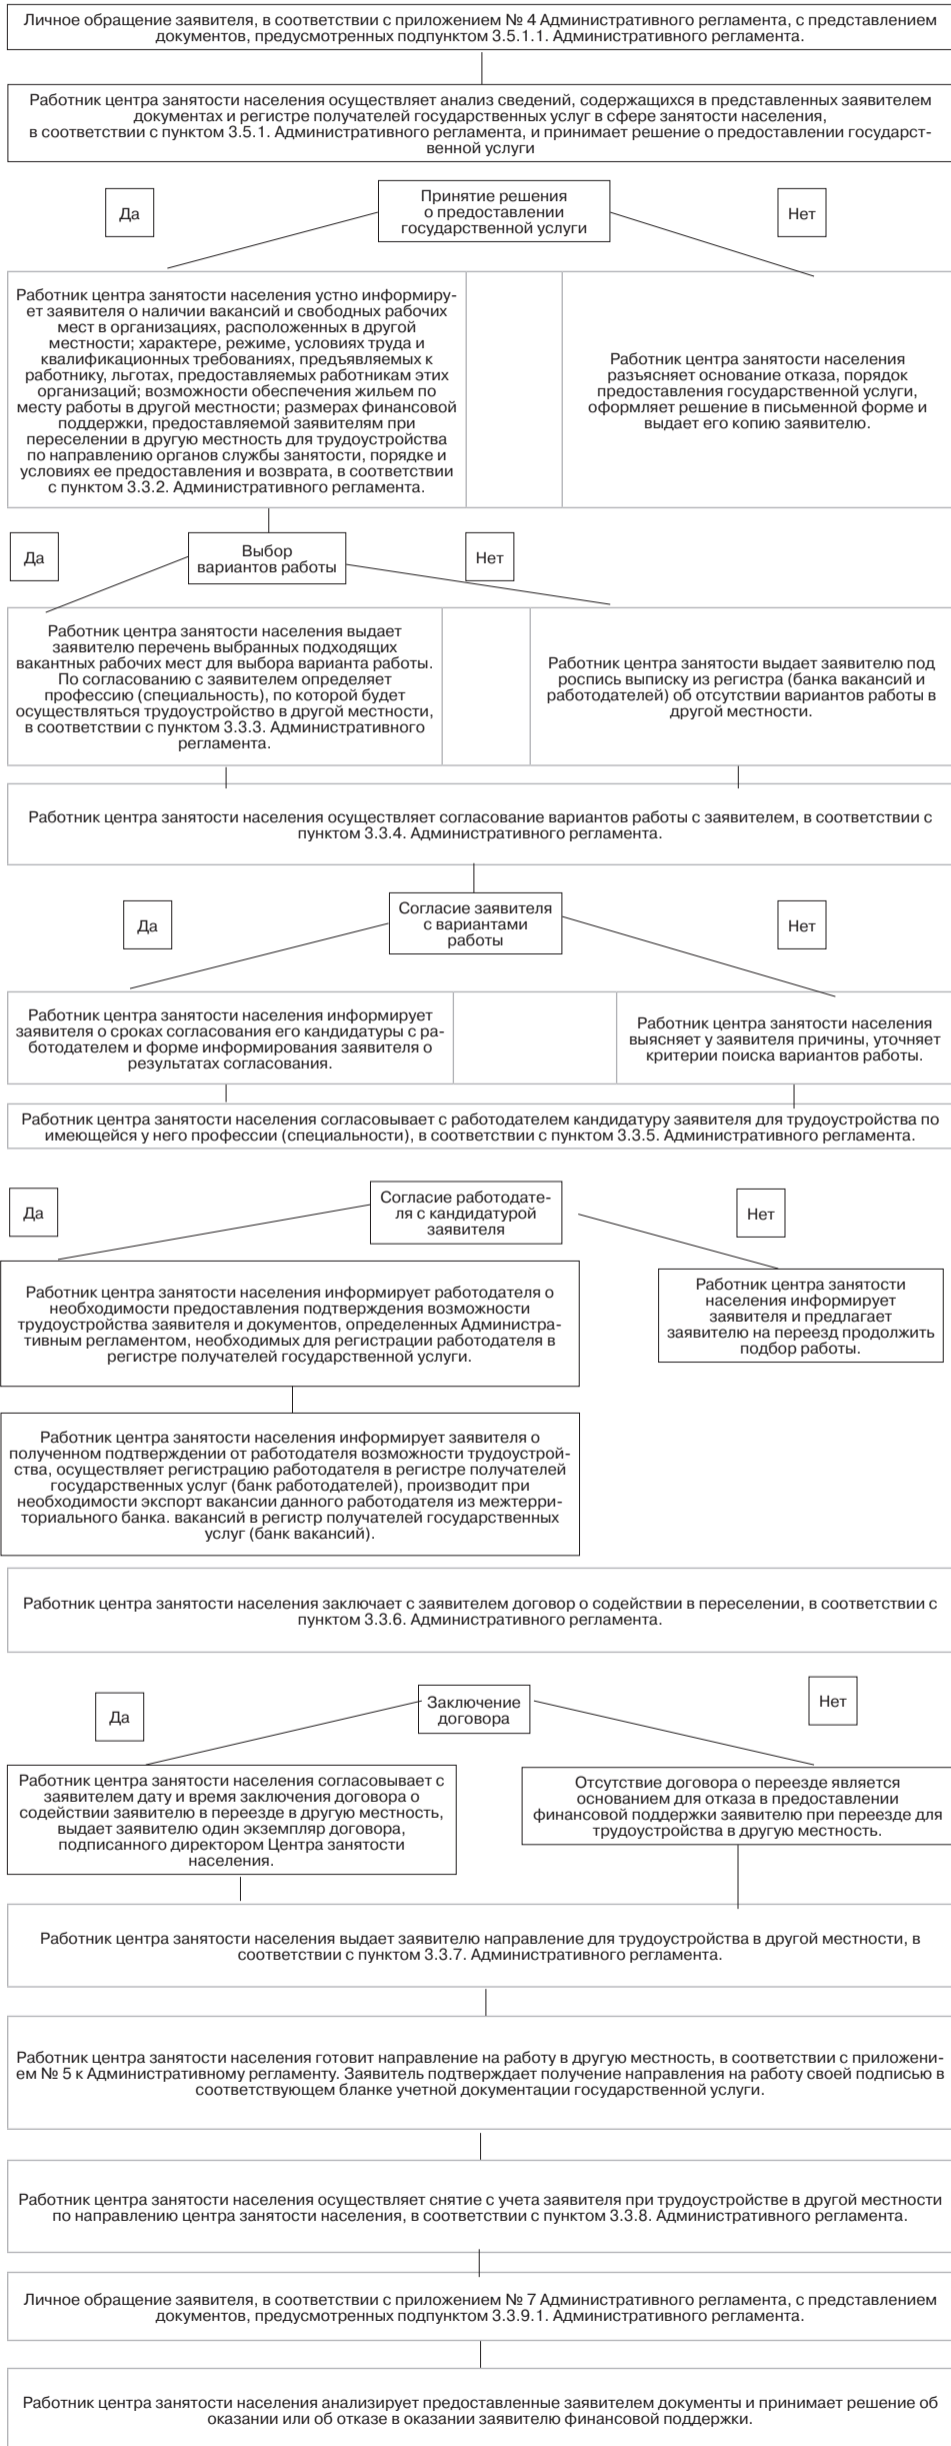 Личное обращение заявителя, в соответствии с приложением № 4 Административного регламента, с представлением
документов, предусмотренных подпунктом 3.5.1.1. Административного регламента.
Работник центра занятости населения осуществляет анализ сведений, содержащихся в представленных заявителем
документах и регистре получателей государственных услуг в сфере занятости населения,
в соответствии с пунктом 3.5.1. Административного регламента, и принимает решение о предоставлении государст-
венной услуги
Да
Принятие решения
о предоставлении
государственной услуги
Нет
Работник центра занятости населения устно информиру-
ет заявителя о наличии вакансий и свободных рабочих
мест в организациях, расположенных в другой
местности; характере, режиме, условиях труда и
квалификационных требованиях, предъявляемых к
работнику, льготах, предоставляемых работникам этих
организаций; возможности обеспечения жильем по
месту работы в другой местности; размерах финансовой
поддержки, предоставляемой заявителям при
переселении в другую местность для трудоустройства
по направлению органов службы занятости, порядке и
условиях ее предоставления и возврата, в соответствии
с пунктом 3.3.2. Административного регламента.
Работник центра занятости населения
разъясняет основание отказа, порядок
предоставления государственной услуги,
оформляет решение в письменной форме и
выдает его копию заявителю.
Да
Выбор
вариантов работы
Нет
Работник центра занятости населения выдает
заявителю перечень выбранных подходящих
вакантных рабочих мест для выбора варианта работы.
По согласованию с заявителем определяет
профессию (специальность), по которой будет
осуществляться трудоустройство в другой местности,
в соответствии с пунктом 3.3.3. Административного
регламента.
Работник центра занятости выдает заявителю под
роспись выписку из регистра (банка вакансий и
работодателей) об отсутствии вариантов работы в
другой местности.
Работник центра занятости населения осуществляет согласование вариантов работы с заявителем, в соответствии с
пунктом 3.3.4. Административного регламента.
Да
Согласие заявителя
с вариантами
работы
Нет
Работник центра занятости населения информирует
заявителя о сроках согласования его кандидатуры с ра-
ботодателем и форме информирования заявителя о
результатах согласования.
Работник центра занятости населения
выясняет у заявителя причины, уточняет
критерии поиска вариантов работы.
Работник центра занятости населения согласовывает с работодателем кандидатуру заявителя для трудоустройства по
имеющейся у него профессии (специальности), в соответствии с пунктом 3.3.5. Административного регламента.
Да
Согласие работодате-
ля с кандидатурой
заявителя
Нет
Работник центра занятости населения информирует работодателя о
необходимости предоставления подтверждения возможности
трудоустройства заявителя и документов, определенных Администра-
тивным регламентом, необходимых для регистрации работодателя в
регистре получателей государственной услуги.
Работник центра занятости
населения информирует
заявителя и предлагает
заявителю на переезд продолжить
подбор работы.
Работник центра занятости населения информирует заявителя о
полученном подтверждении от работодателя возможности трудоустрой-
ства, осуществляет регистрацию работодателя в регистре получателей
государственных услуг (банк работодателей), производит при
необходимости экспорт вакансии данного работодателя из межтерри-
ториального банка. вакансий в регистр получателей государственных
услуг (банк вакансий).
Работник центра занятости населения заключает с заявителем договор о содействии в переселении, в соответствии с
пунктом 3.3.6. Административного регламента.
Да
Заключение
договора
Нет
Работник центра занятости населения согласовывает с
заявителем дату и время заключения договора о
содействии заявителю в переезде в другую местность,
выдает заявителю один экземпляр договора,
подписанного директором Центра занятости
населения.
Отсутствие договора о переезде является
основанием для отказа в предоставлении
финансовой поддержки заявителю при переезде для
трудоустройства в другую местность.
Работник центра занятости населения выдает заявителю направление для трудоустройства в другой местности, в
соответствии с пунктом 3.3.7. Административного регламента.
Работник центра занятости населения готовит направление на работу в другую местность, в соответствии с приложени-
ем № 5 к Административному регламенту. Заявитель подтверждает получение направления на работу своей подписью в
соответствующем бланке учетной документации государственной услуги.
Работник центра занятости населения осуществляет снятие с учета заявителя при трудоустройстве в другой местности
по направлению центра занятости населения, в соответствии с пунктом 3.3.8. Административного регламента.
Личное обращение заявителя, в соответствии с приложением № 7 Административного регламента, с представлением
документов, предусмотренных подпунктом 3.3.9.1. Административного регламента.
Работник центра занятости населения анализирует предоставленные заявителем документы и принимает решение об
оказании или об отказе в оказании заявителю финансовой поддержки.